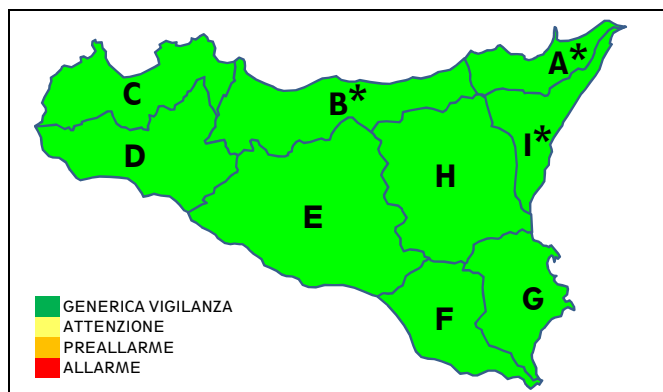 A*
C
B*
I*
D
H
E
G
F
GENERICA VIGILANZA
ATTENZIONE
PREALLARME
ALLARME